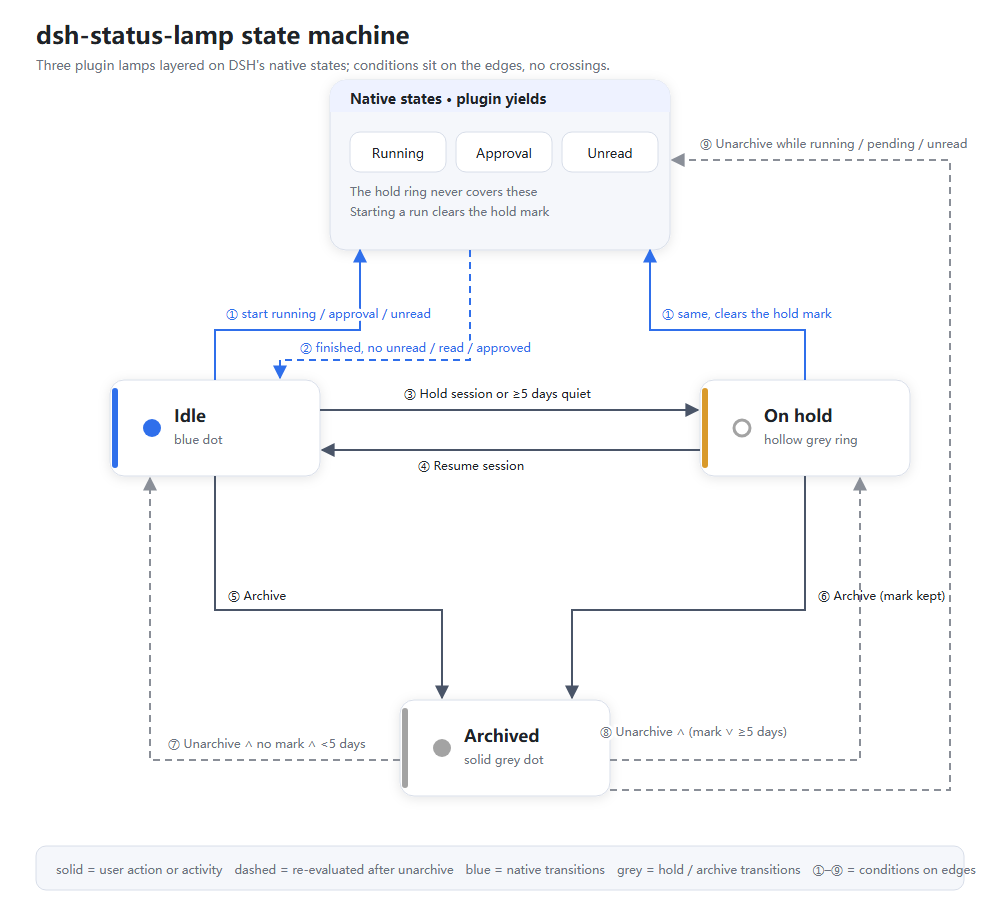 dsh-status-lamp state machine
Three plugin lamps layered on DSH's native states; conditions sit on the edges, no crossings.
Native states • plugin yields
Running
Approval
Unread
The hold ring never covers these
Starting a run clears the hold mark
⑨ Unarchive while running / pending / unread
① start running / approval / unread
① same, clears the hold mark
② finished, no unread / read / approved
③ Hold session or ≥5 days quiet
Idle
blue dot
On hold
hollow grey ring
④ Resume session
⑤ Archive
⑥ Archive (mark kept)
⑦ Unarchive ∧ no mark ∧ <5 days
Archived
solid grey dot
⑧ Unarchive ∧ (mark ∨ ≥5 days)
solid = user action or activity dashed = re-evaluated after unarchive blue = native transitions grey = hold / archive transitions ①–⑨ = conditions on edges